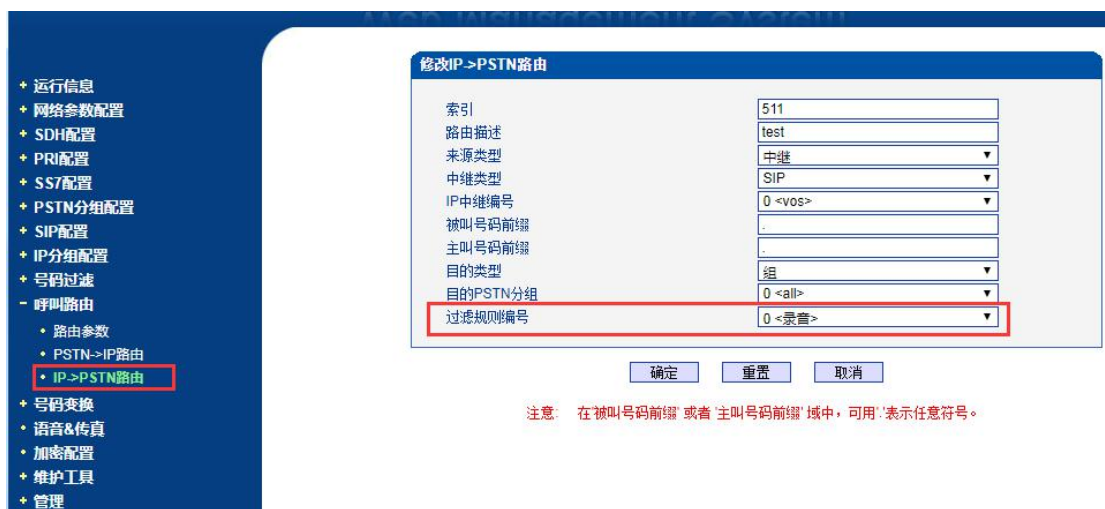 Web Management System
+ 运行信息
+ 网络参数配置
+ SDH配置
+ PRI配置
+ SS7配置
+ PSTN分组配置
+ SIP配置
+ IP分组配置
+ 号码过滤
- 呼叫路由
• 路由参数
• PSTN->IP路由
• IP->PSTN路由
+ 号码变换
• 语音&传真
• 加密配置
+ 维护工具
+ 管理
修改IP->PSTN路由
索引 511
路由描述 test
来源类型 中继
中继类型 SIP
IP中继编号 0 <vos>
被叫号码前缀 .
主叫号码前缀 .
目的类型 组
目的PSTN分组 0 <all>
过滤规则编号 0 <录音>
确定 重置 取消
注意: 在'被叫号码前缀' 或者 '主叫号码前缀' 域中，可用'.'表示任意符号。